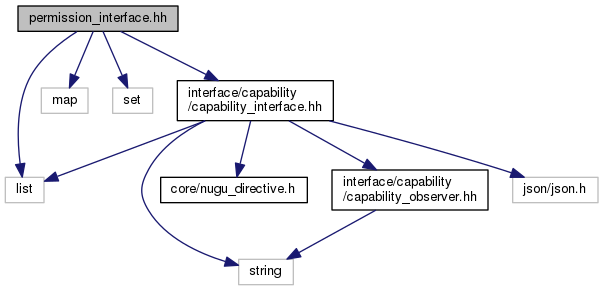 permission_interface.hh
map
set
interface/capability
/capability_interface.hh
list
core/nugu_directive.h
interface/capability
/capability_observer.hh
json/json.h
string